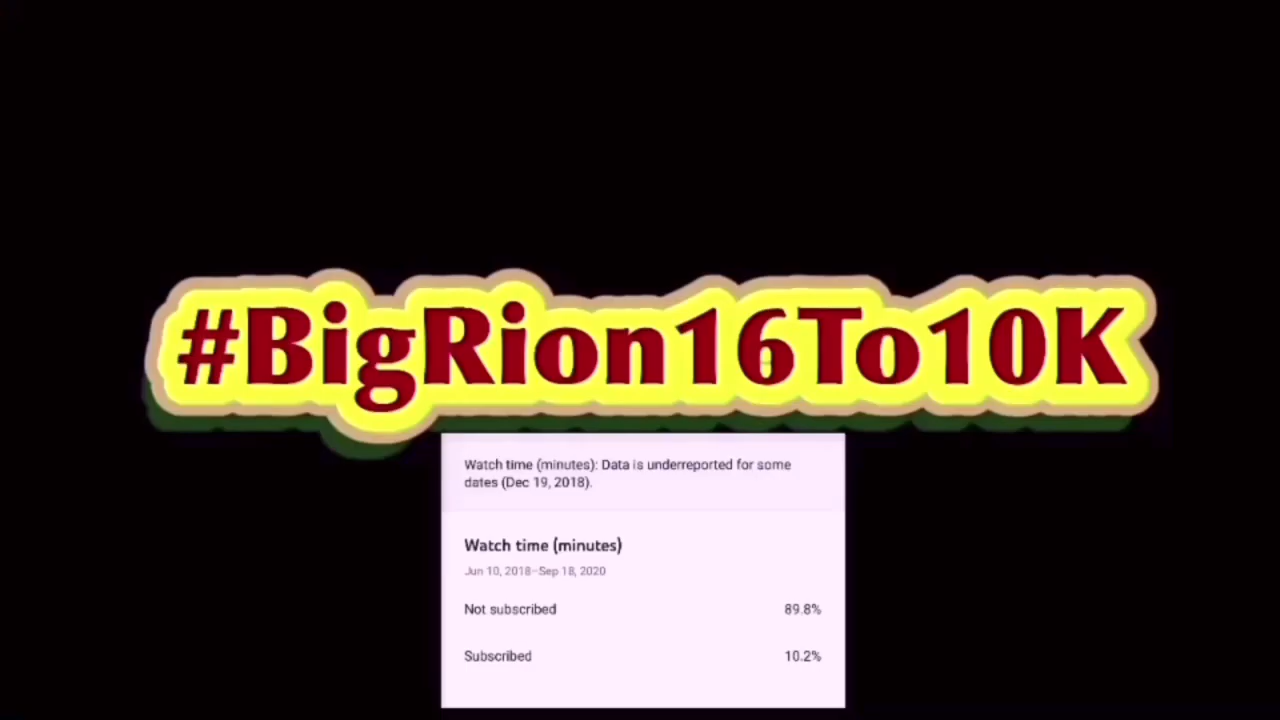 #BigRion16To10K
Watch time (minutes): Data is underreported for some
dates (Dec 19, 2018).
Watch time (minutes)
Jun 10, 2018–Sep 18, 2020
Not subscribed 89.8%
Subscribed 10.2%